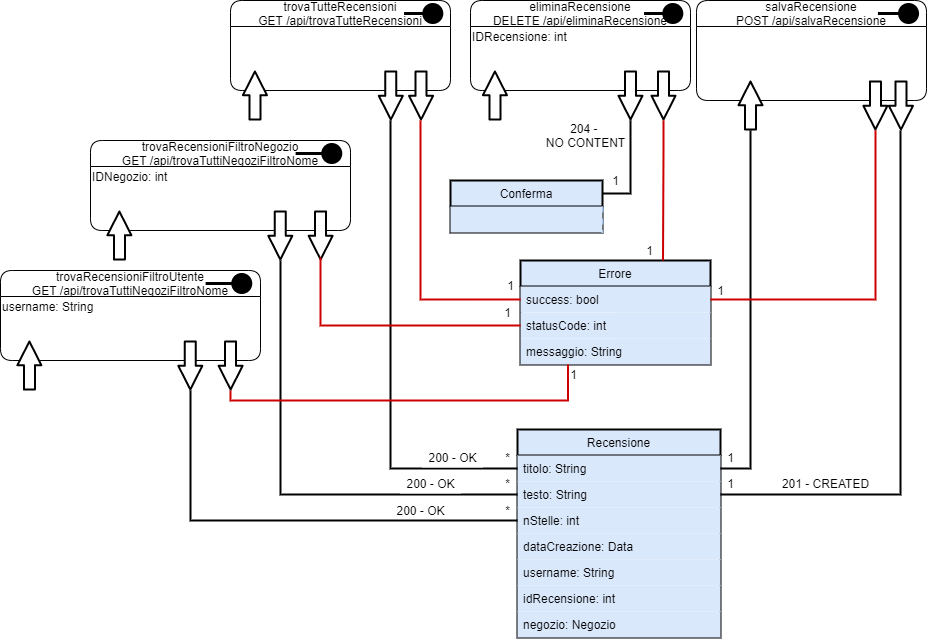 trovaTutteRecensioni
GET /api/trovaTutteRecensioni
eliminaRecensione
DELETE /api/eliminaRecensione
IDRecensione: int
salvaRecensione
POST /api/salvaRecensione
trovaRecensioniFiltroNegozio
GET /api/trovaTuttiNegoziFiltroNome
IDNegozio: int
204 -
NO CONTENT
1
Conferma
trovaRecensioniFiltroUtente
GET /api/trovaTuttiNegoziFiltroNome
username: String
1
Errore
1
success: bool
1
1
statusCode: int
messaggio: String
1
Recensione
200 - OK
*
titolo: String
1
200 - OK
*
testo: String
1
201 - CREATED
200 - OK
*
nStelle: int
dataCreazione: Data
username: String
idRecensione: int
negozio: Negozio